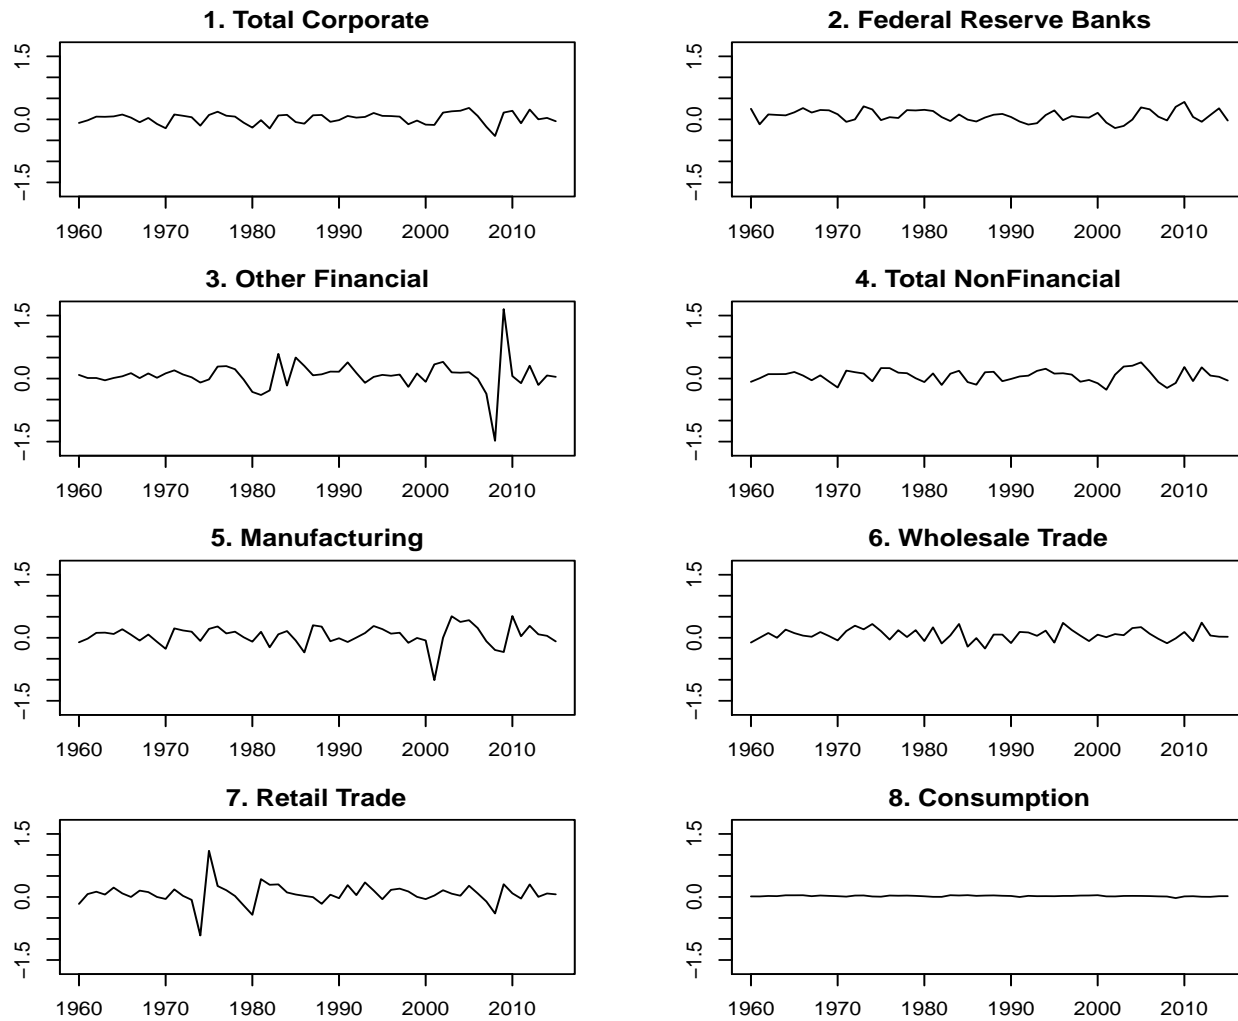 1. Total Corporate
1.5
0.0
−1.5
1960 1970 1980 1990 2000 2010
2. Federal Reserve Banks
1.5
0.0
−1.5
1960 1970 1980 1990 2000 2010
3. Other Financial
1.5
0.0
−1.5
1960 1970 1980 1990 2000 2010
4. Total NonFinancial
1.5
0.0
−1.5
1960 1970 1980 1990 2000 2010
5. Manufacturing
1.5
0.0
−1.5
1960 1970 1980 1990 2000 2010
6. Wholesale Trade
1.5
0.0
−1.5
1960 1970 1980 1990 2000 2010
7. Retail Trade
1.5
0.0
−1.5
1960 1970 1980 1990 2000 2010
8. Consumption
1.5
0.0
−1.5
1960 1970 1980 1990 2000 2010